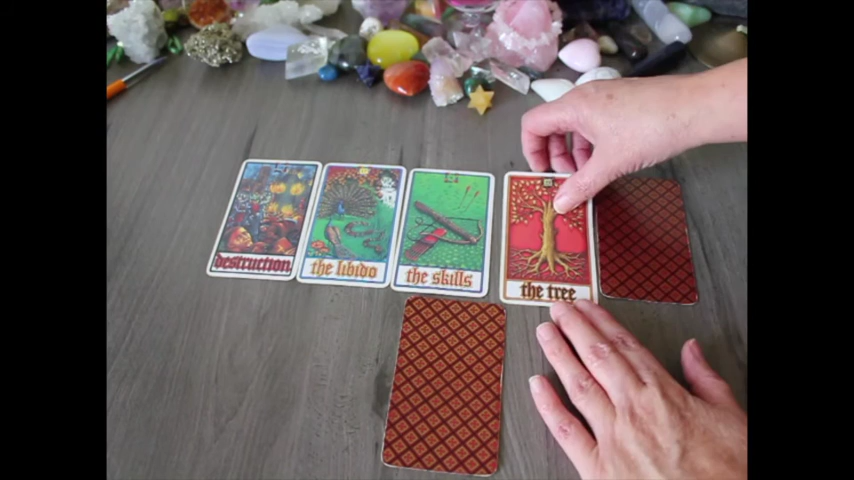 destruction
the libido
the skills
the tree